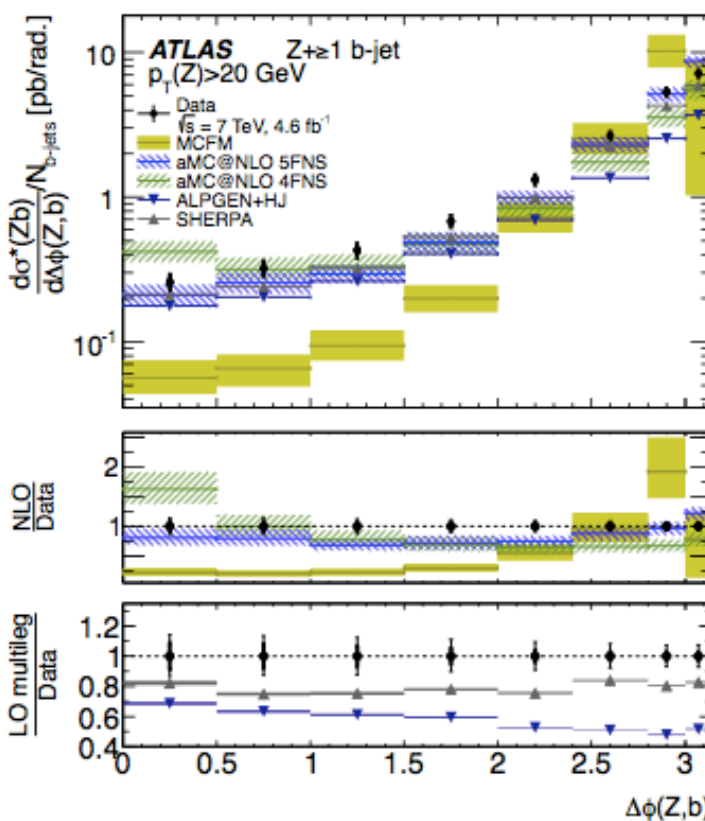 ATLAS Z+≥1 b-jet
p_T(Z)>20 GeV
Data
√s = 7 TeV, 4.6 fb⁻¹
MCFM
aMC@NLO 5FNS
aMC@NLO 4FNS
ALPGEN+HJ
SHERPA
dσ*(Zb)/dΔϕ(Z,b) /N_b-jets [pb/rad.]
10
1
10⁻¹
NLO/Data
2
1
LO multileg/Data
1.2
1
0.8
0.6
0.4
0 0.5 1 1.5 2 2.5 3
Δϕ(Z,b)